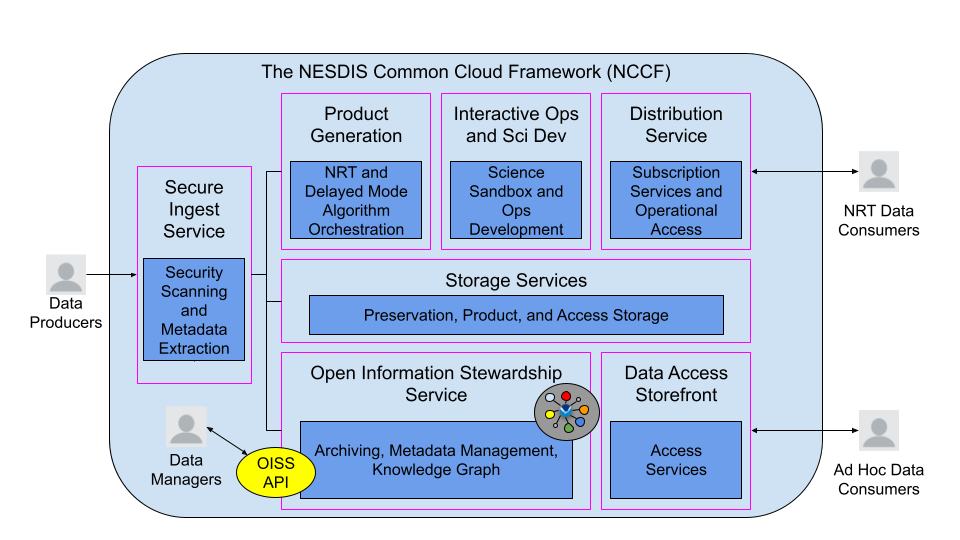 The NESDIS Common Cloud Framework (NCCF)
Product
Generation
NRT and
Delayed Mode
Algorithm
Orchestration
Interactive Ops
and Sci Dev
Science
Sandbox and
Ops
Development
Distribution
Service
Subscription
Services and
Operational
Access
NRT Data
Consumers
Secure
Ingest
Service
Security
Scanning
and
Metadata
Extraction
Data
Producers
Storage Services
Preservation, Product, and Access Storage
Open Information Stewardship
Service
Archiving, Metadata Management,
Knowledge Graph
Data Access
Storefront
Access
Services
Data
Managers
OISS
API
Ad Hoc Data
Consumers